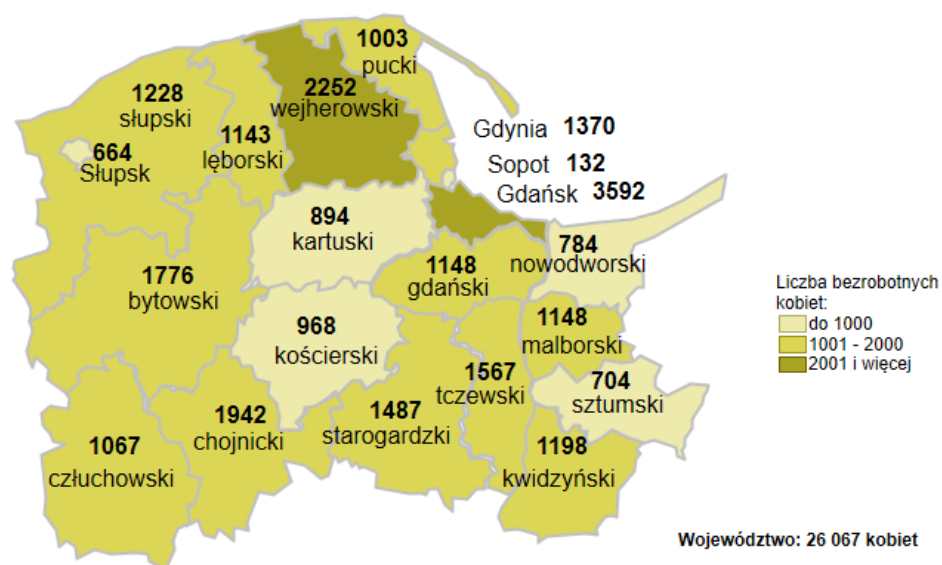 1003
pucki
2252
wejherowski
1228
słupski
1143
lęborski
664
Słupsk
Gdynia 1370
Sopot 132
Gdańsk 3592
894
kartuski
784
nowodworski
1148
gdański
1776
bytowski
968
kościerski
1148
malborski
1567
tczewski
704
sztumski
1942
chojnicki
1487
starogardzki
1067
człuchowski
1198
kwidzyński
Liczba bezrobotnych
kobiet:
do 1000
1001 - 2000
2001 i więcej
Województwo: 26 067 kobiet